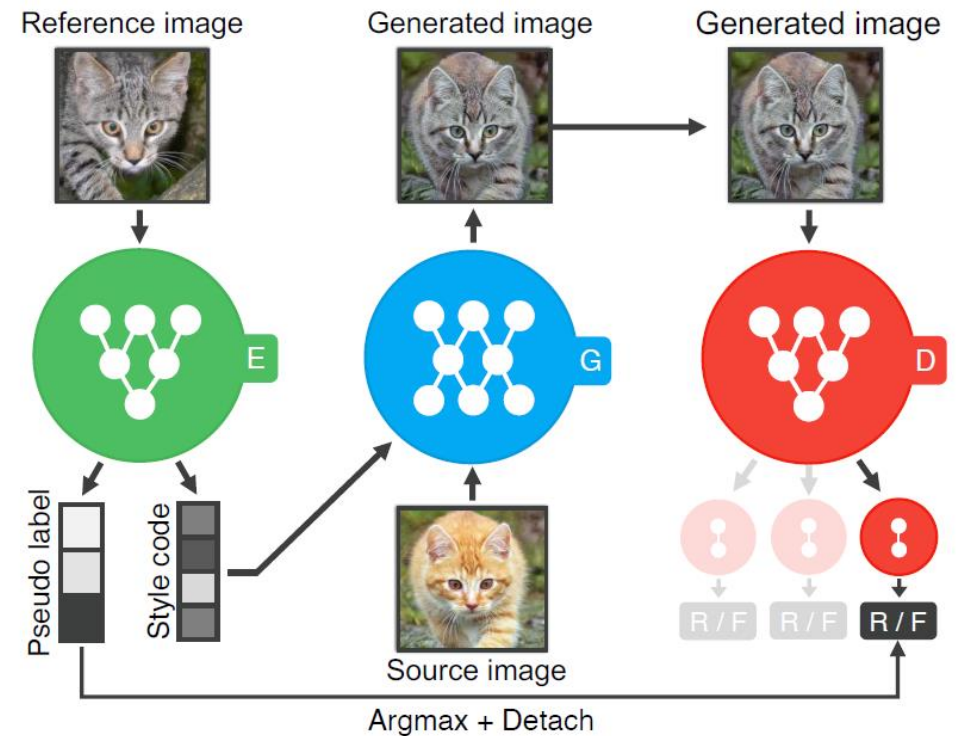 Reference image
Generated image
Generated image
E
G
D
Pseudo label
Style code
R / F
R / F
R / F
Source image
Argmax + Detach